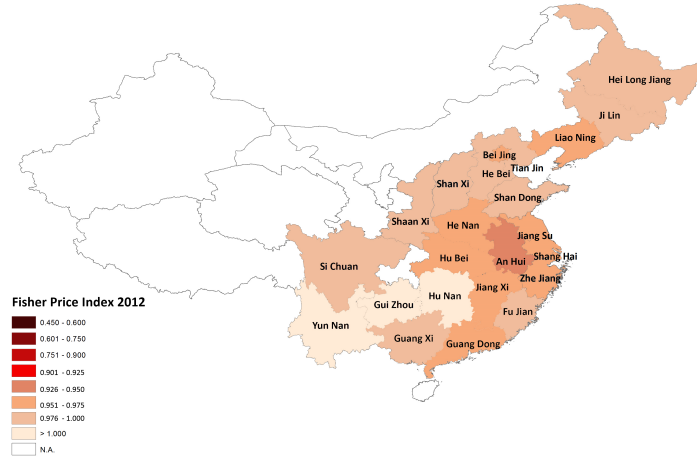 Hei Long Jiang
Ji Lin
Liao Ning
Bei Jing
Tian Jin
He Bei
Shan Xi
Shan Dong
Shaan Xi
He Nan
Jiang Su
Si Chuan
Hu Bei
An Hui
Shang Hai
Zhe Jiang
Gui Zhou
Hu Nan
Jiang Xi
Fu Jian
Yun Nan
Guang Xi
Guang Dong
Fisher Price Index 2012
0.450 - 0.600
0.601 - 0.750
0.751 - 0.900
0.901 - 0.925
0.926 - 0.950
0.951 - 0.975
0.976 - 1.000
> 1.000
N.A.